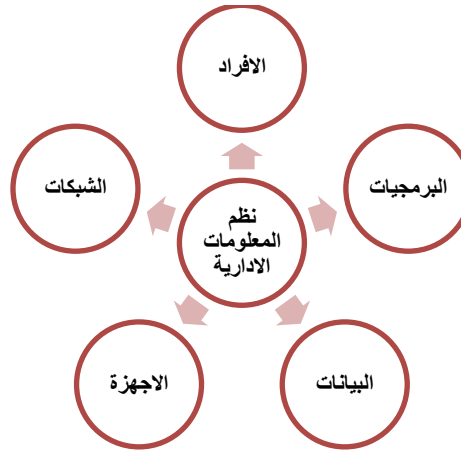 الافراد
البرمجيات
الشبكات
نظم
المعلومات
الادارية
البيانات
الاجهزة